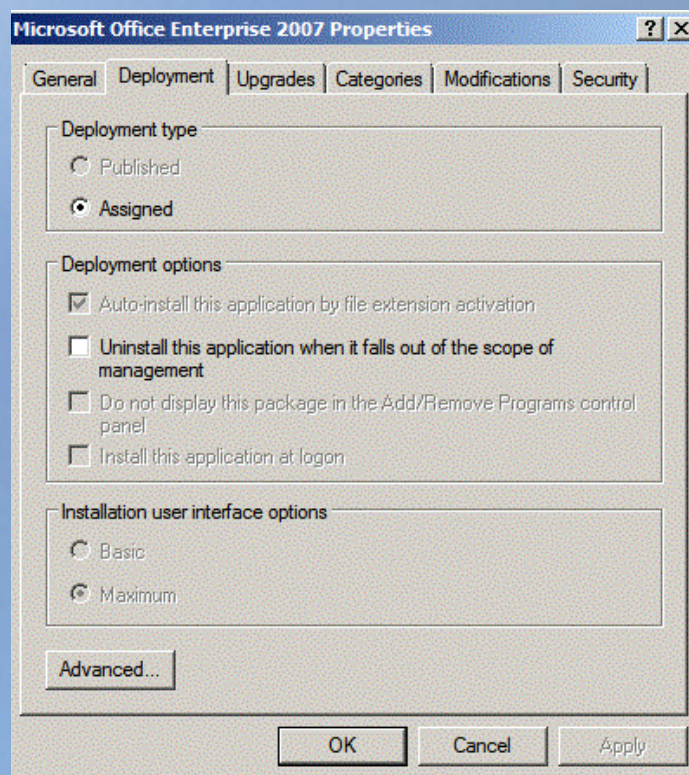 Microsoft Office Enterprise 2007 Properties
General Deployment Upgrades Categories Modifications Security
Deployment type
Published
Assigned
Deployment options
Auto-install this application by file extension activation
Uninstall this application when it falls out of the scope of
management
Do not display this package in the Add/Remove Programs control
panel
Install this application at logon
Installation user interface options
Basic
Maximum
Advanced...
OK Cancel Apply